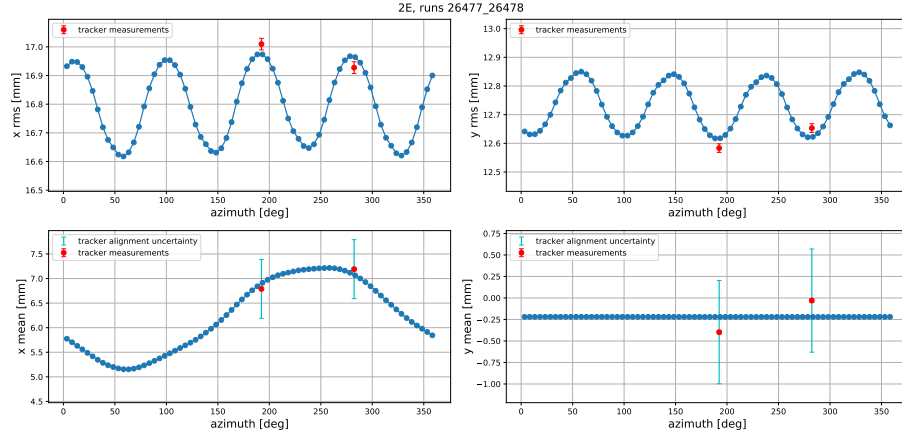 2E, runs 26477_26478
x rms [mm]
17.0
16.9
16.8
16.7
16.6
16.5
tracker measurements
0 50 100 150 200 250 300 350
azimuth [deg]
y rms [mm]
13.0
12.9
12.8
12.7
12.6
12.5
tracker measurements
0 50 100 150 200 250 300 350
azimuth [deg]
x mean [mm]
7.5
7.0
6.5
6.0
5.5
5.0
4.5
tracker alignment uncertainty
tracker measurements
0 50 100 150 200 250 300 350
azimuth [deg]
y mean [mm]
0.75
0.50
0.25
0.00
−0.25
−0.50
−0.75
−1.00
tracker alignment uncertainty
tracker measurements
0 50 100 150 200 250 300 350
azimuth [deg]